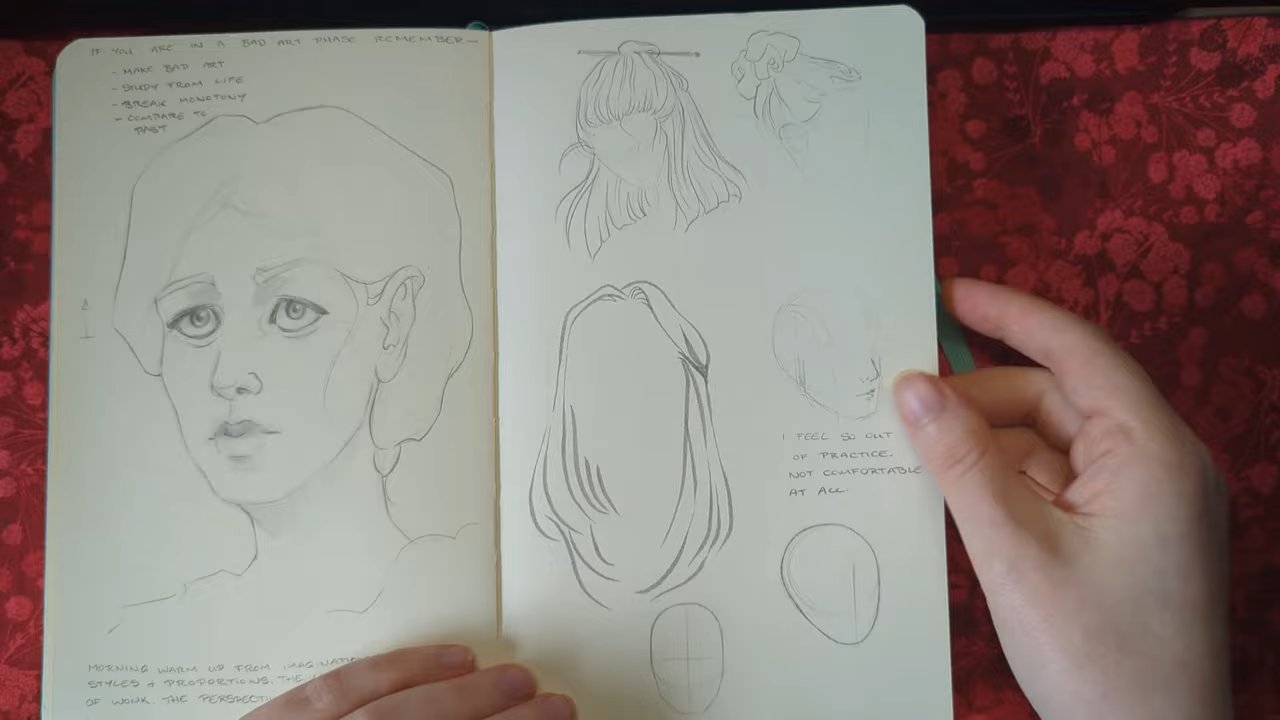 IF YOU ARE IN A BAD ART PHASE REMEMBER—
- MAKE BAD ART
- STUDY FROM LIFE
- BREAK MONOTONY
- COMPARE TO
PAST
MORNING WARM UP FROM IMAGINATION
STYLES + PROPORTIONS. THE
OF WONK. THE PERSPECTI
I FEEL SO OUT
OF PRACTICE.
NOT COMFORTABLE
AT ALL.